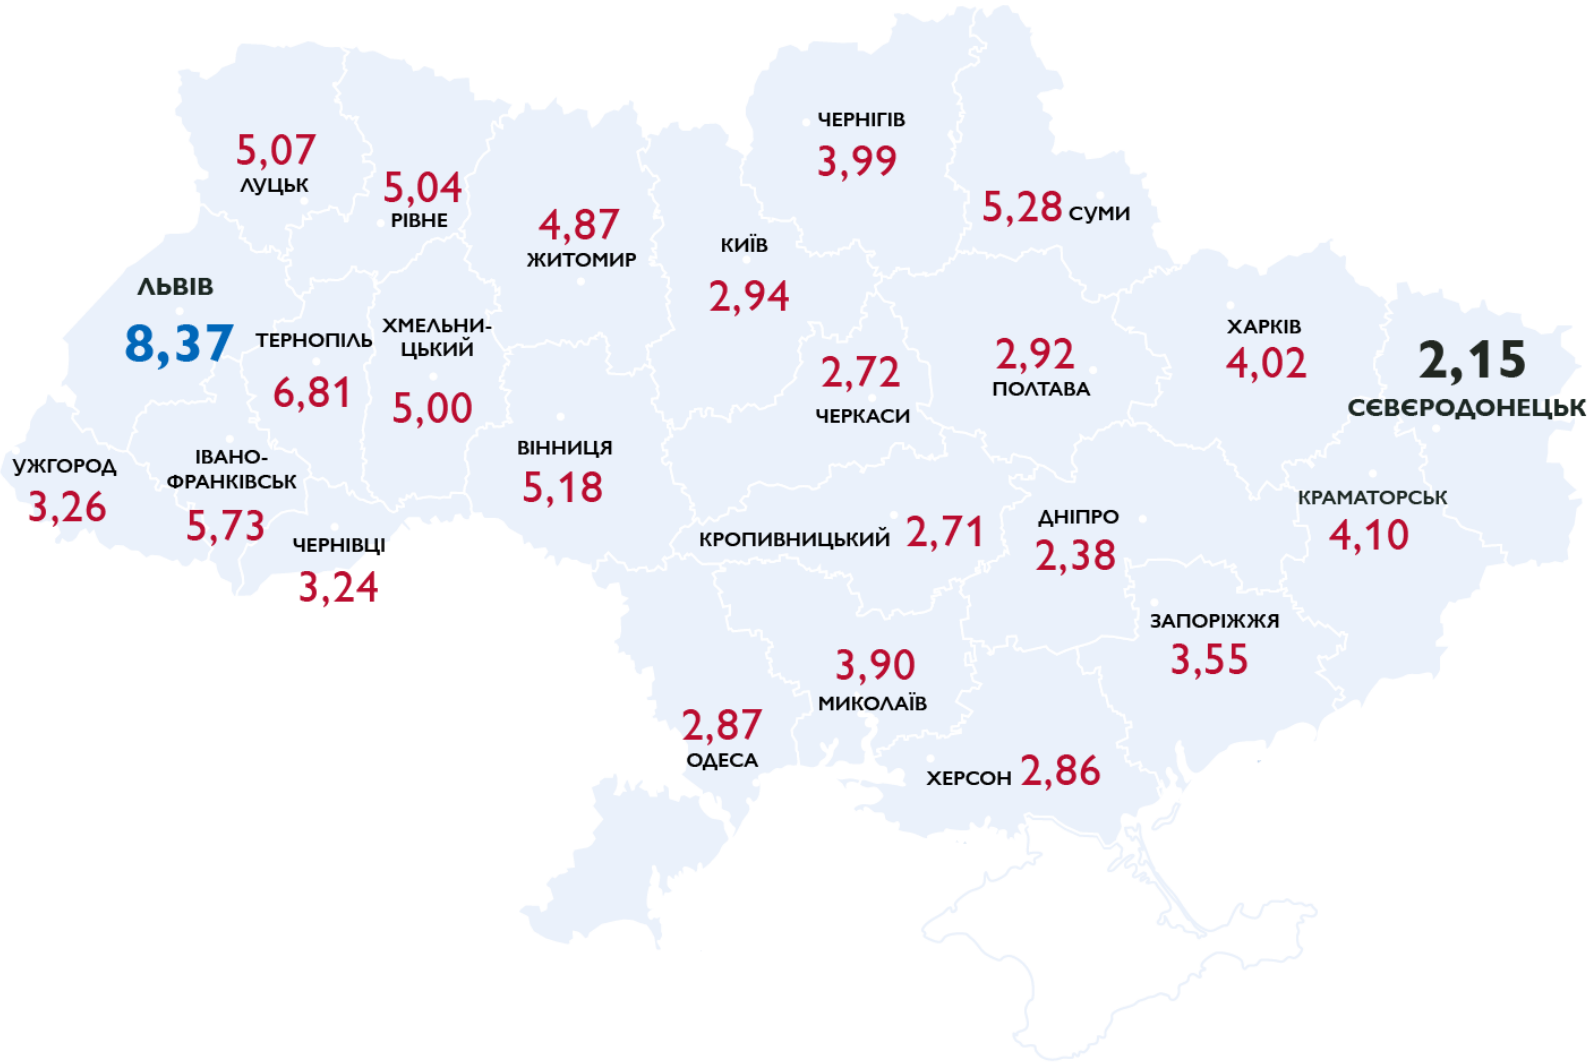 ЧЕРНІГІВ
3,99
5,07
ЛУЦЬК
5,04
РІВНЕ
5,28 СУМИ
4,87
ЖИТОМИР
КИЇВ
2,94
ЛЬВІВ
8,37
ТЕРНОПІЛЬ
6,81
ХМЕЛЬНИ-
ЦЬКИЙ
5,00
2,72
ЧЕРКАСИ
2,92
ПОЛТАВА
ХАРКІВ
4,02
2,15
СЄВЄРОДОНЕЦЬК
УЖГОРОД
3,26
ІВАНО-
ФРАНКІВСЬК
5,73
ВІННИЦЯ
5,18
ЧЕРНІВЦІ
3,24
КРОПИВНИЦЬКИЙ 2,71
ДНІПРО
2,38
КРАМАТОРСЬК
4,10
ЗАПОРІЖЖЯ
3,55
3,90
МИКОЛАЇВ
2,87
ОДЕСА
ХЕРСОН 2,86